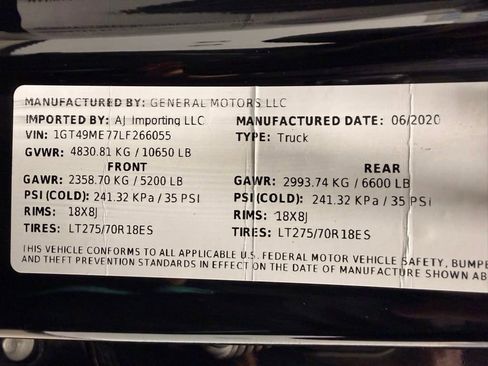 MANUFACTURED BY: GENERAL MOTORS LLC
IMPORTED BY: AJ Importing LLC MANUFACTURED DATE: 06/2020
VIN: 1GT49ME77LF266055 TYPE: Truck
GVWR: 4830.81 KG / 10650 LB
FRONT REAR
GAWR: 2358.70 KG / 5200 LB GAWR: 2993.74 KG / 6600 LB
PSI (COLD): 241.32 KPa / 35 PSI PSI (COLD): 241.32 KPa / 35 PSI
RIMS: 18X8J RIMS: 18X8J
TIRES: LT275/70R18ES TIRES: LT275/70R18ES
THIS VEHICLE CONFORMS TO ALL APPLICABLE U.S. FEDERAL MOTOR VEHICLE SAFETY, BUMPE
AND THEFT PREVENTION STANDARDS IN EFFECT ON THE DATE OF MANUFACTURE SHOWN AB